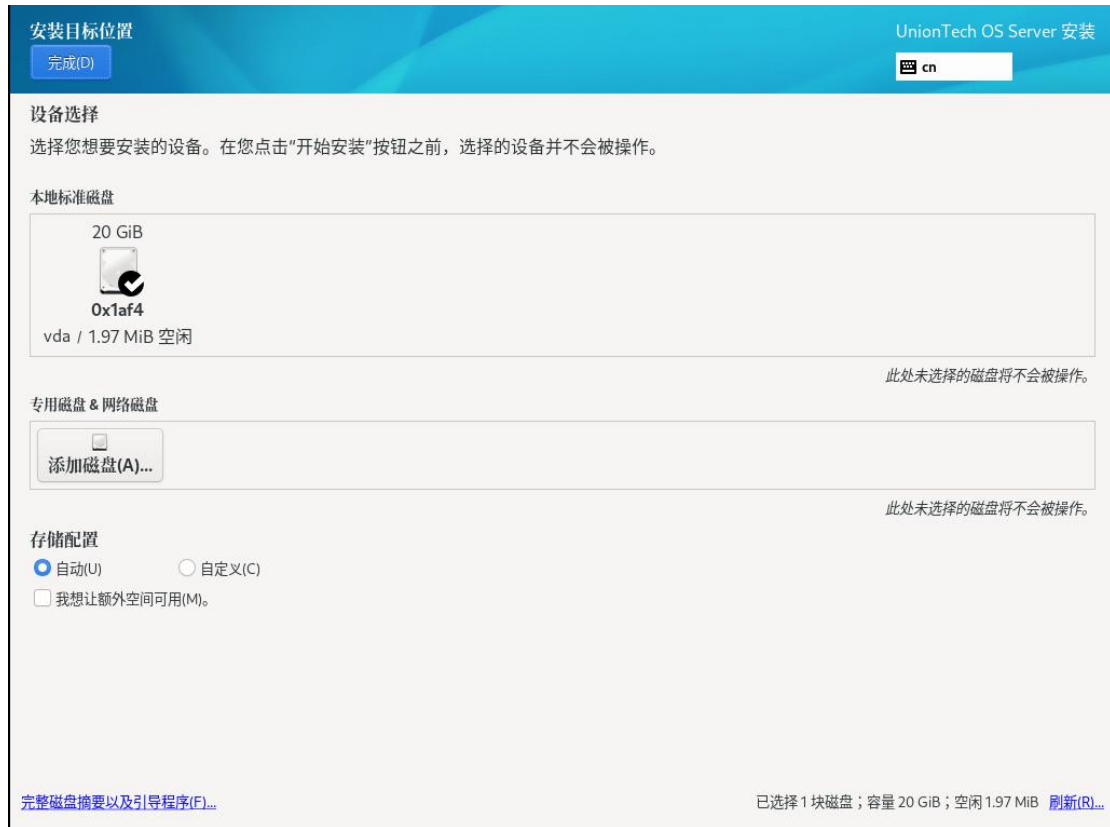 安装目标位置
UnionTech OS Server 安装
完成(D)
cn
设备选择
选择您想要安装的设备。在您点击“开始安装”按钮之前，选择的设备并不会被操作。
本地标准磁盘
20 GiB
0x1af4
vda / 1.97 MiB 空闲
此处未选择的磁盘将不会被操作。
专用磁盘 & 网络磁盘
添加磁盘(A)...
此处未选择的磁盘将不会被操作。
存储配置
自动(U) 自定义(C)
我想让额外空间可用(M)。
完整磁盘摘要以及引导程序(F)... 已选择 1 块磁盘；容量 20 GiB；空闲 1.97 MiB 刷新(R)...